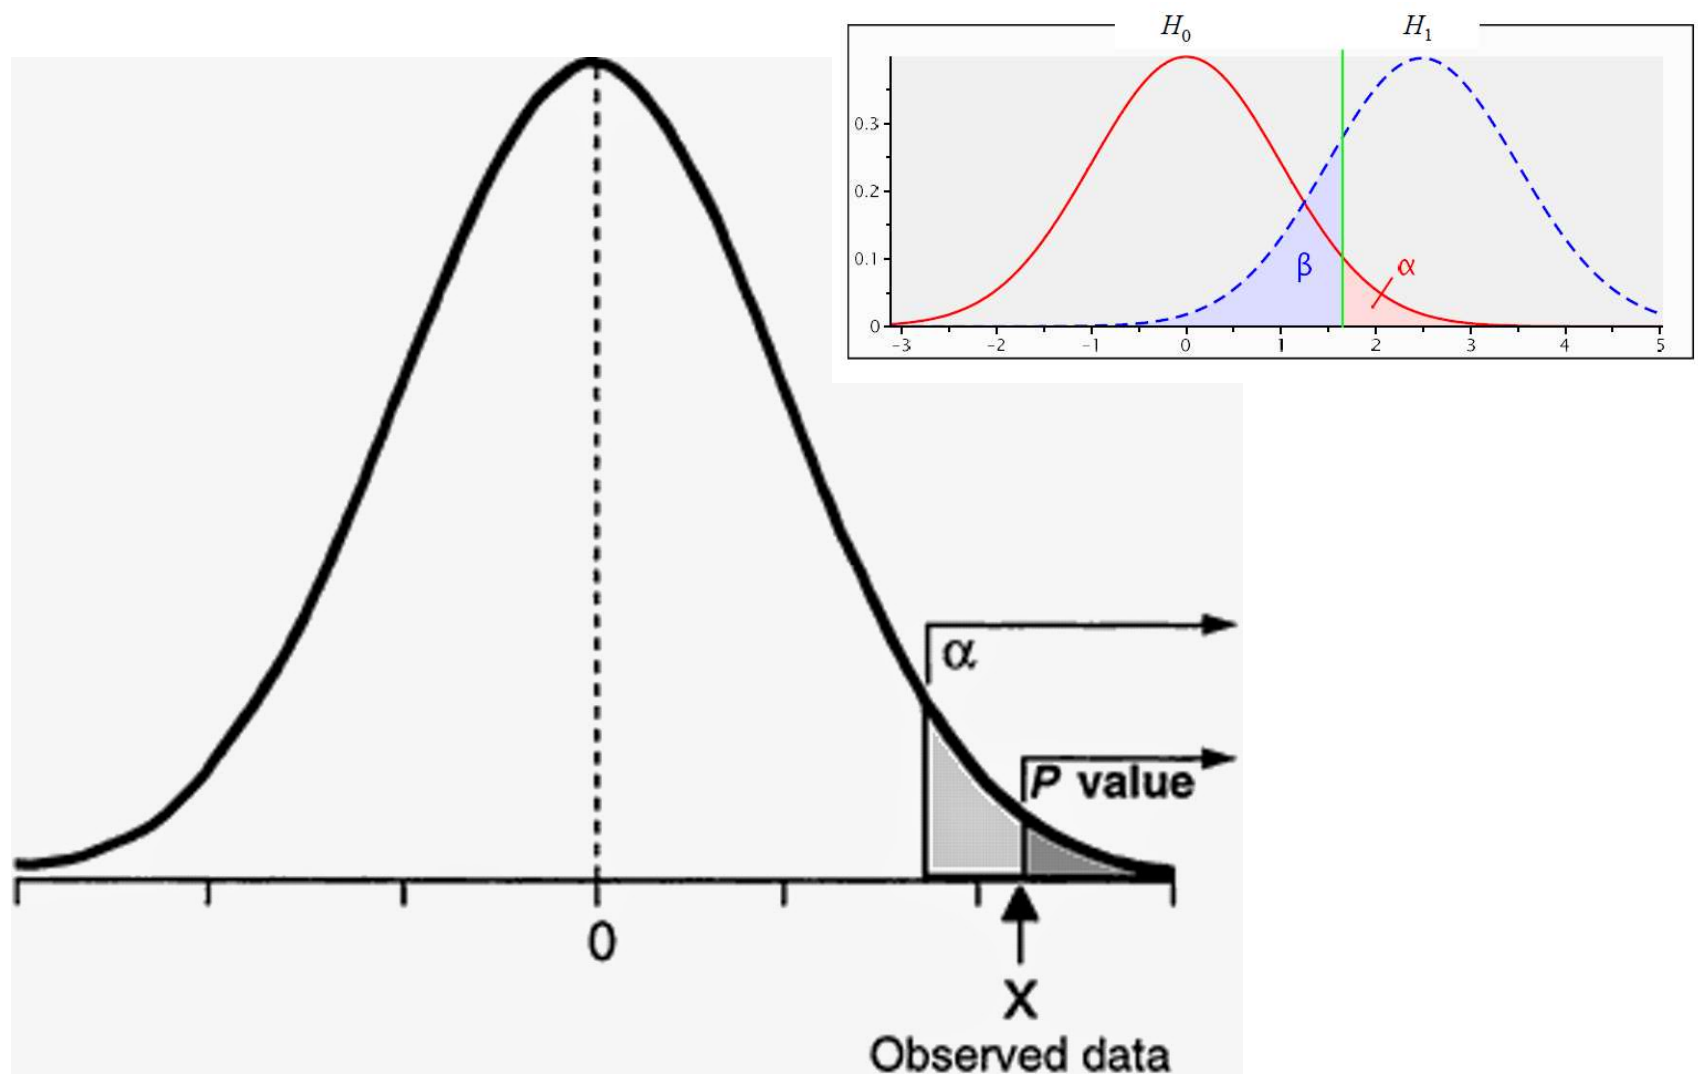 H₀ H₁
0.3
0.2
0.1
0
β α
-3 -2 -1 0 1 2 3 4 5
α
P value
0
X
Observed data